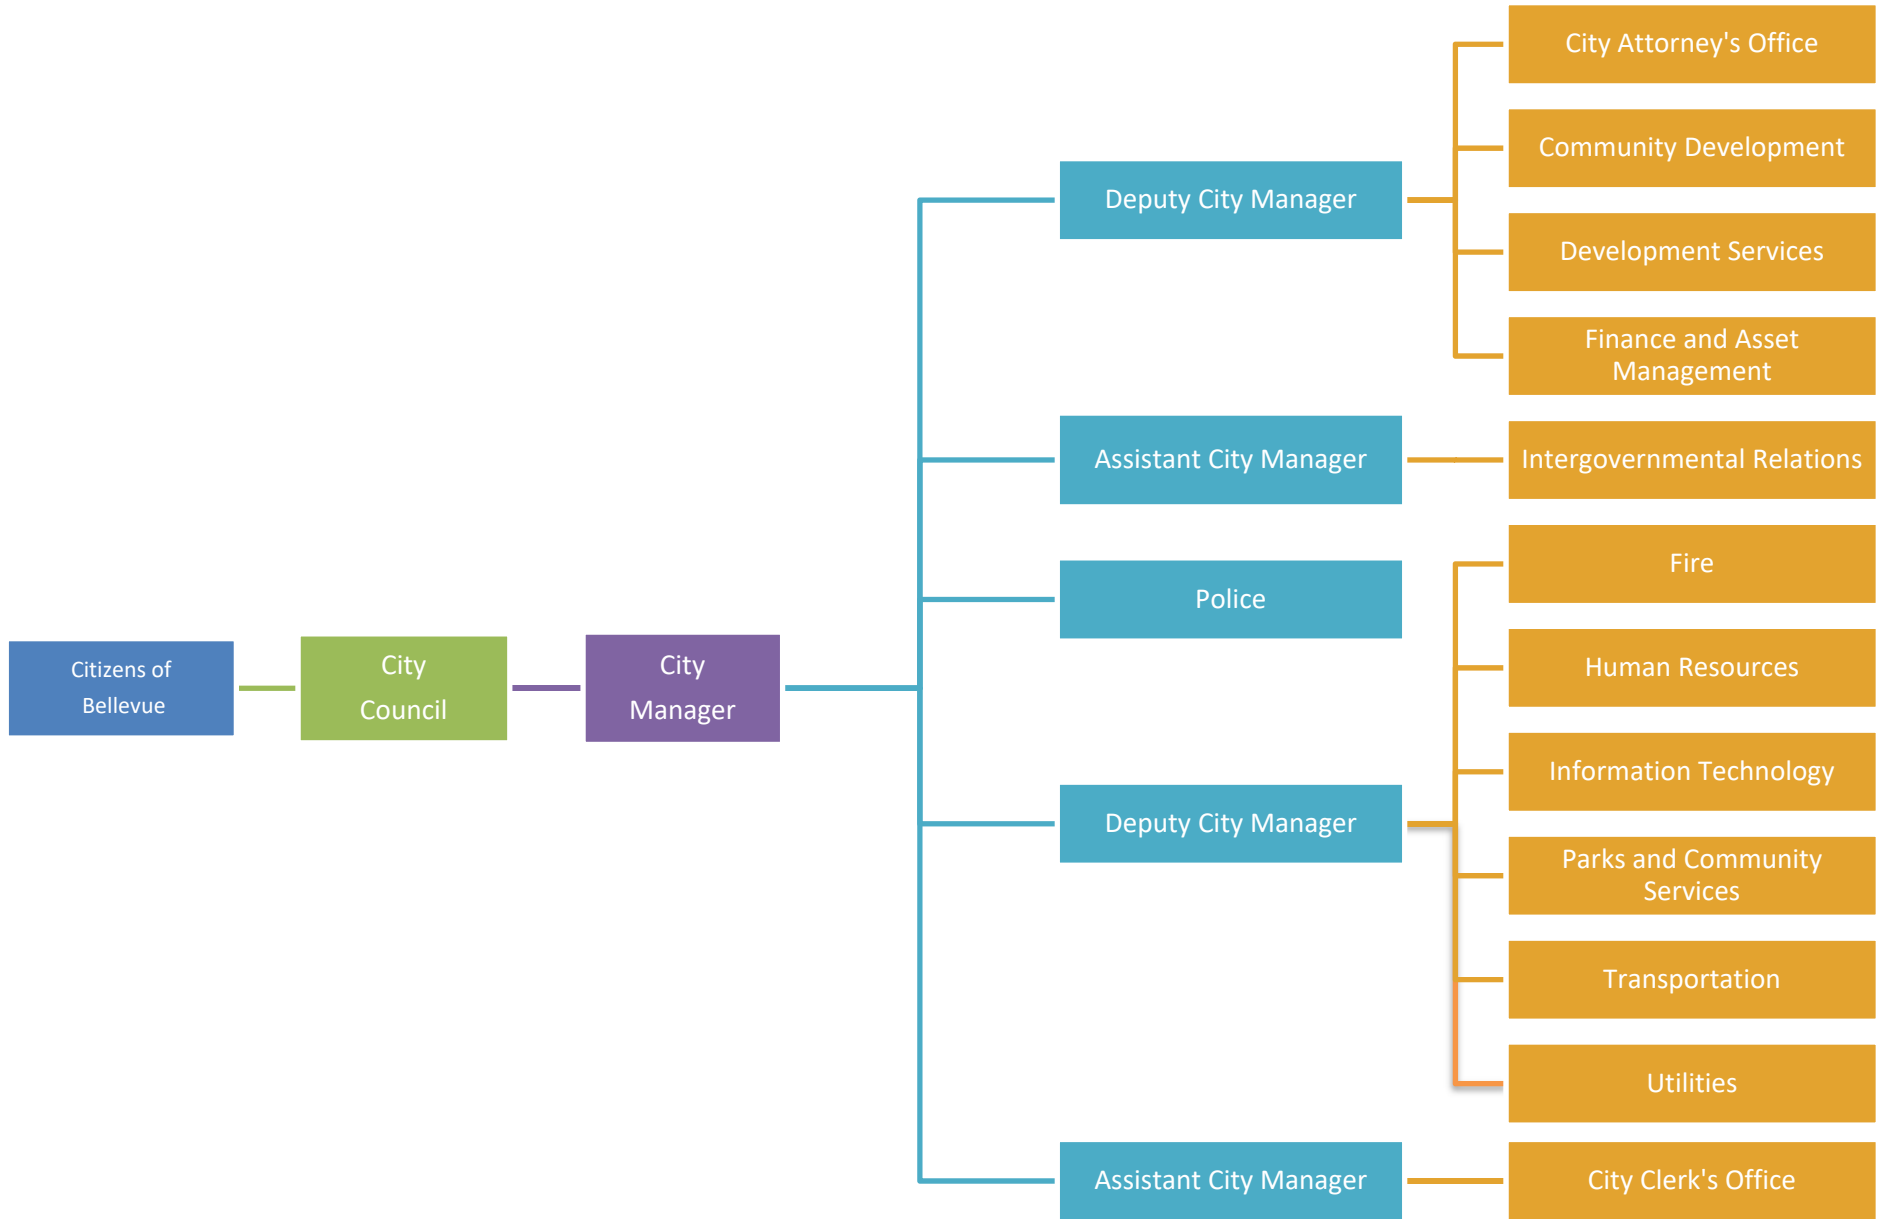 Citizens of
Bellevue
City
Council
City
Manager
Deputy City Manager
City Attorney's Office
Community Development
Development Services
Finance and Asset
Management
Assistant City Manager
Intergovernmental Relations
Police
Deputy City Manager
Fire
Human Resources
Information Technology
Parks and Community
Services
Transportation
Utilities
Assistant City Manager
City Clerk's Office